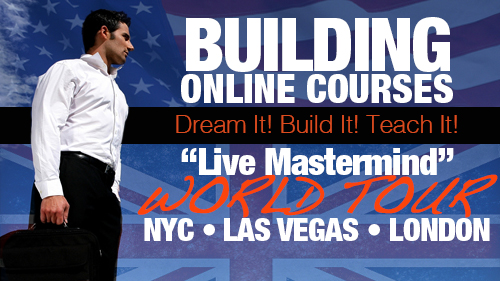 BUILDING
ONLINE COURSES
Dream It! Build It! Teach It!
“Live Mastermind”
WORLD TOUR
NYC • LAS VEGAS • LONDON